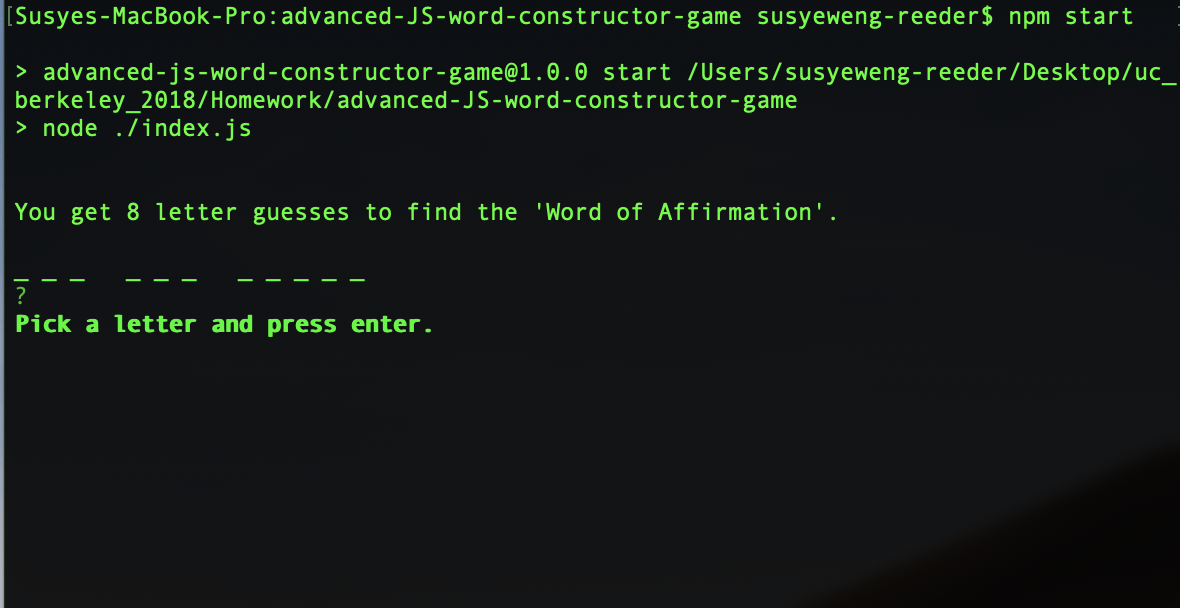 [Susyes-MacBook-Pro:advanced-JS-word-constructor-game susyeweng-reeder$ npm start ]
> advanced-js-word-constructor-game@1.0.0 start /Users/susyeweng-reeder/Desktop/uc_
berkeley_2018/Homework/advanced-JS-word-constructor-game
> node ./index.js
You get 8 letter guesses to find the 'Word of Affirmation'.
_ _ _   _ _ _   _ _ _ _ _
?
Pick a letter and press enter.